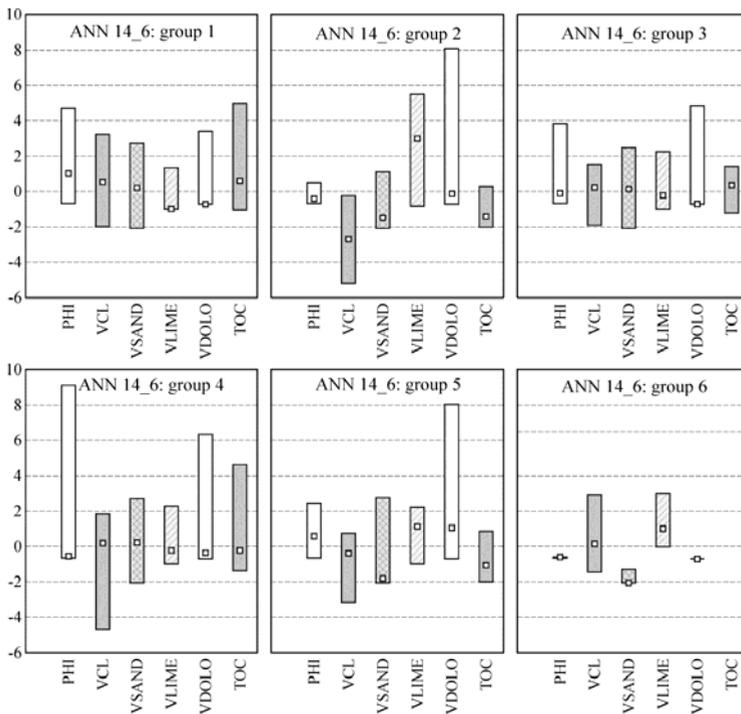 ANN 14_6: group 1
ANN 14_6: group 2
ANN 14_6: group 3
8
6
4
2
0
-2
-4
-6
PHI
VCL
VSAND
VLIME
VDOLO
TOC
PHI
VCL
VSAND
VLIME
VDOLO
TOC
PHI
VCL
VSAND
VLIME
VDOLO
TOC
10
ANN 14_6: group 4
ANN 14_6: group 5
ANN 14_6: group 6
8
6
4
2
0
-2
-4
-6
PHI
VCL
VSAND
VLIME
VDOLO
TOC
PHI
VCL
VSAND
VLIME
VDOLO
TOC
PHI
VCL
VSAND
VLIME
VDOLO
TOC